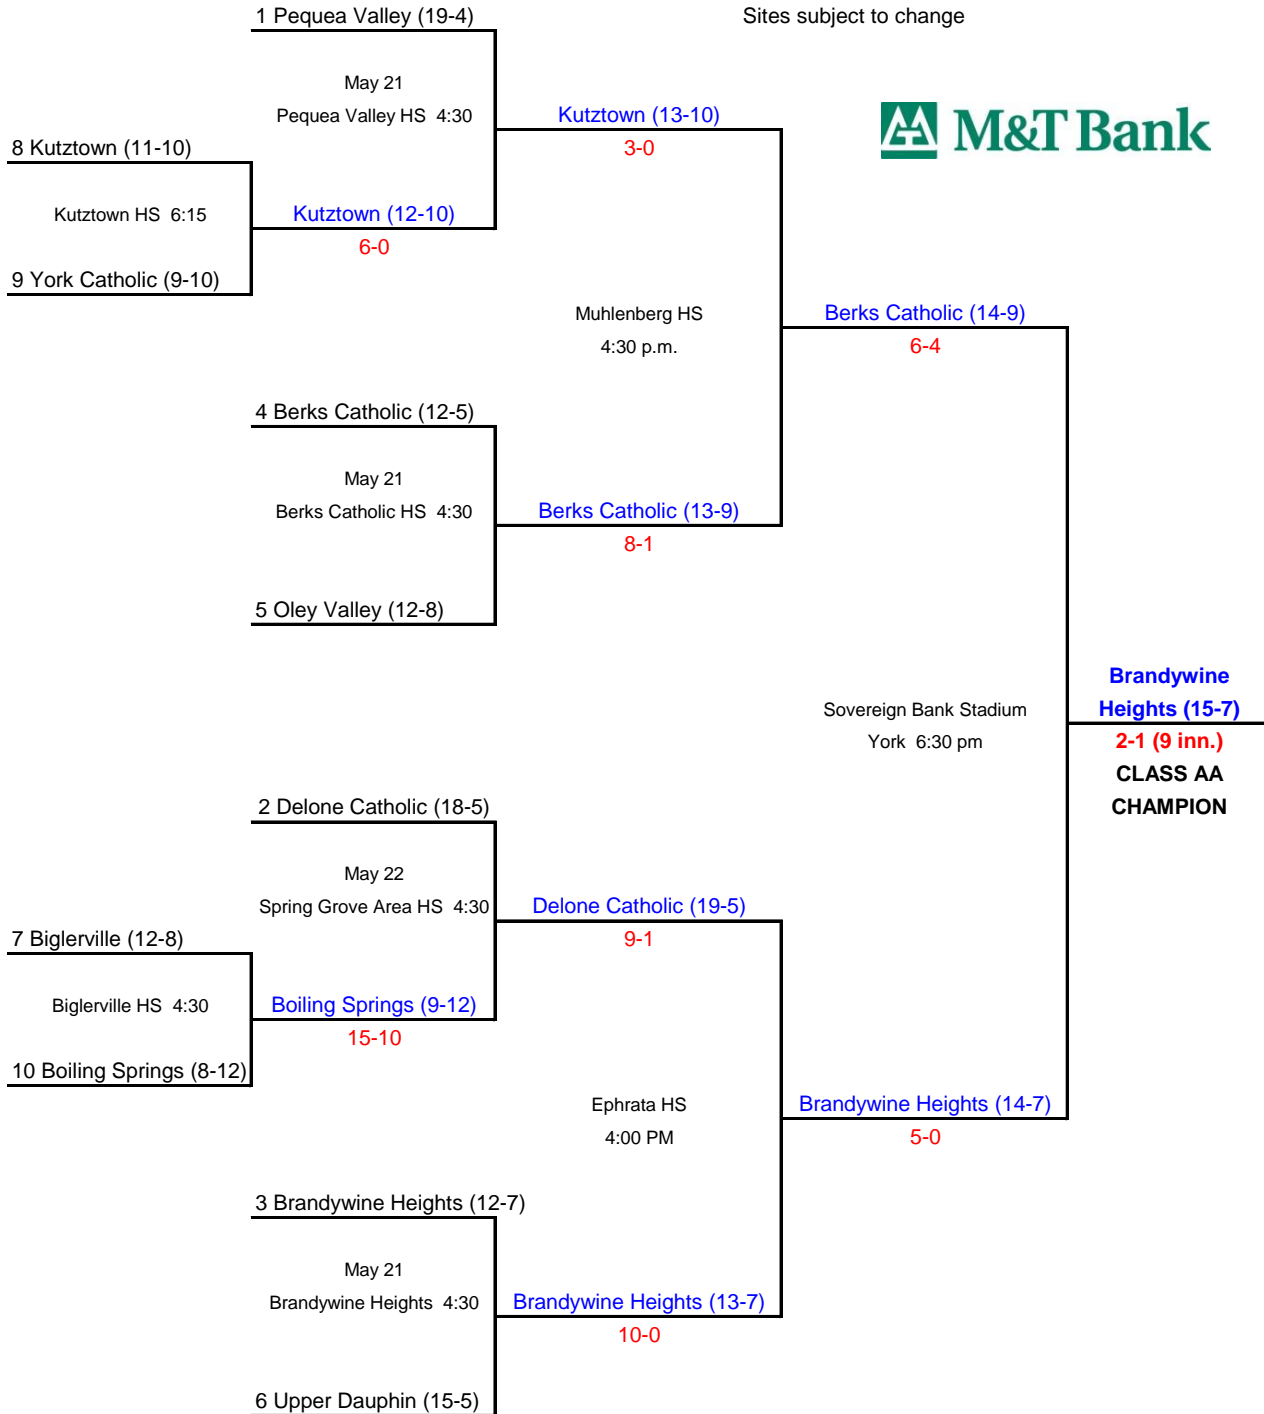 1 Pequea Valley (19-4)
Sites subject to change
May 21
Pequea Valley HS 4:30
Kutztown (13-10)
3-0
M&T Bank
8 Kutztown (11-10)
Kutztown HS 6:15
Kutztown (12-10)
6-0
9 York Catholic (9-10)
Muhlenberg HS
4:30 p.m.
Berks Catholic (14-9)
6-4
4 Berks Catholic (12-5)
May 21
Berks Catholic HS 4:30
Berks Catholic (13-9)
8-1
5 Oley Valley (12-8)
Sovereign Bank Stadium
York 6:30 pm
Brandywine
Heights (15-7)
2-1 (9 inn.)
CLASS AA
CHAMPION
2 Delone Catholic (18-5)
May 22
Spring Grove Area HS 4:30
Delone Catholic (19-5)
9-1
7 Biglerville (12-8)
Biglerville HS 4:30
Boiling Springs (9-12)
15-10
10 Boiling Springs (8-12)
Ephrata HS
4:00 PM
Brandywine Heights (14-7)
5-0
3 Brandywine Heights (12-7)
May 21
Brandywine Heights 4:30
Brandywine Heights (13-7)
10-0
6 Upper Dauphin (15-5)